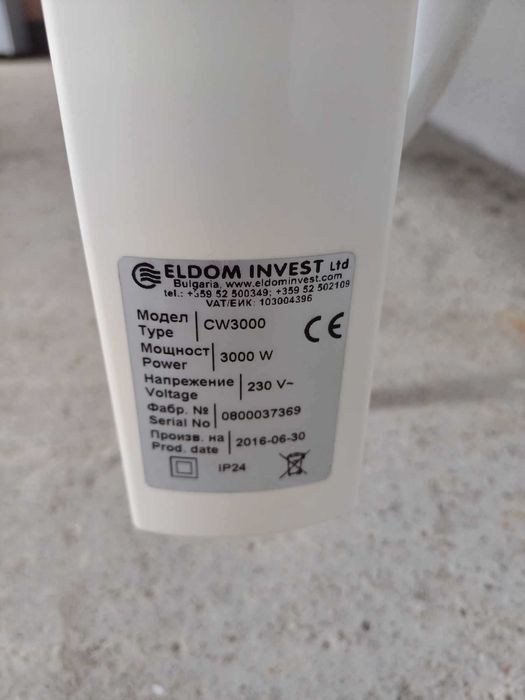 ELDOM INVEST Ltd
Bulgaria, www.eldominvest.com
tel.: +359 52 500349; +359 52 502109
VAT/ЕИК: 103004396
Модел CW3000
Type
CE
Мощност 3000 W
Power
Напрежение 230 V~
Voltage
Фабр. № 0800037369
Serial No
Произв. на 2016-06-30
Prod. date
IP24